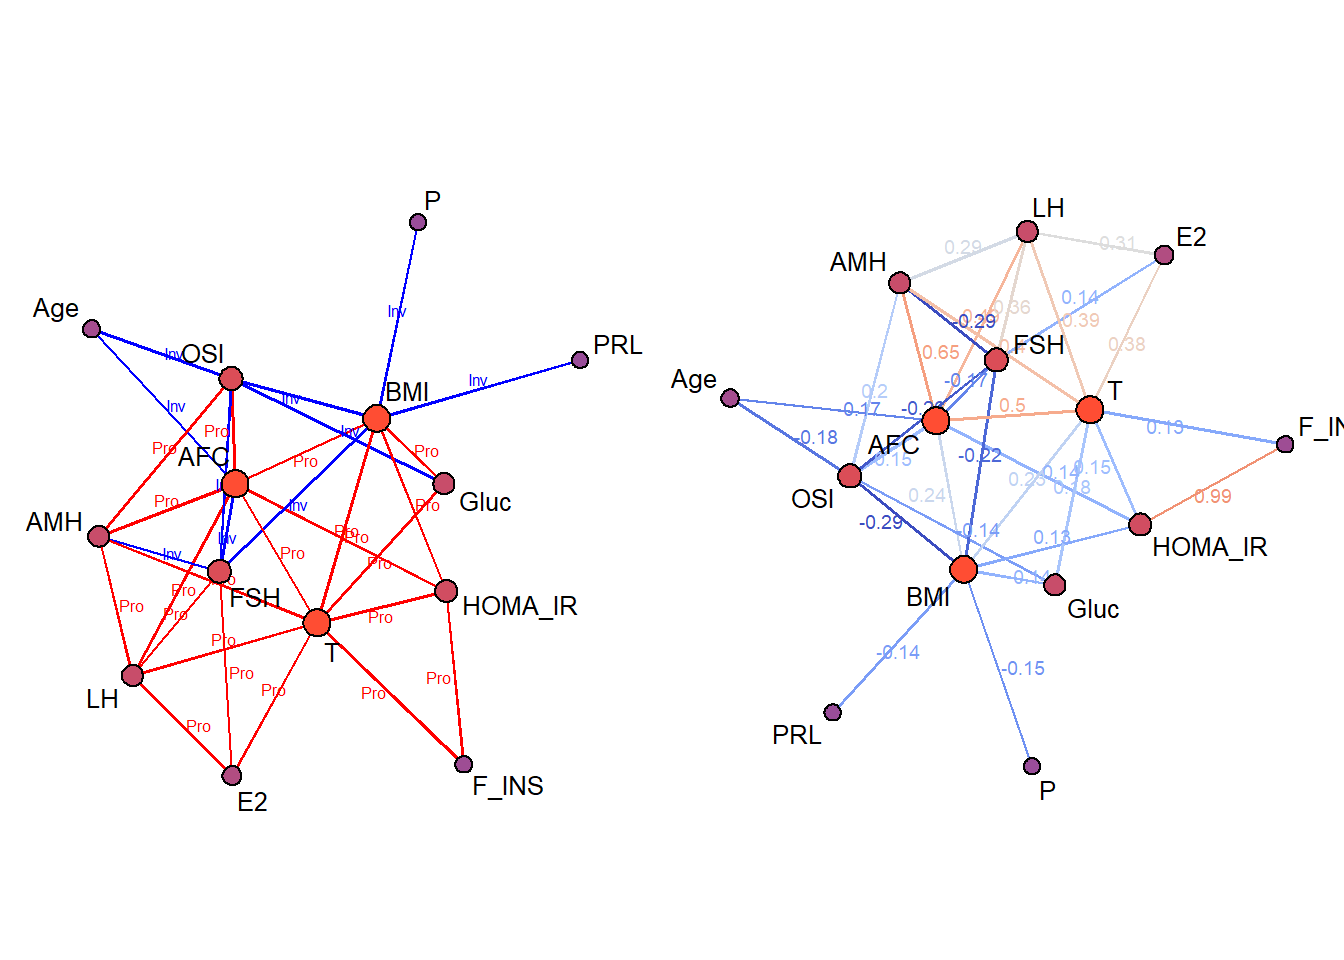 P
Inv
PRL
Inv
Age
Inv
OSI
BMI
Inv
Inv
Pro
Inv
Pro
AFC
Pro
Pro
Gluc
Pro
Inv
Pro
AMH
Pro
Pro
Inv
Inv
Pro
Pro
Pro
FSH
HOMA_IR
Pro
Pro
Pro
Pro
T
Pro
Pro
Pro
Pro
LH
Pro
Pro
E2
F_INS
LH
E2
0.29
0.31
AMH
0.14
0.36
-0.29
0.39
FSH
0.38
0.65
Age
-0.17
T
0.2
0.17
0.5
-0.18
0.13
F_IN
AFC
-0.22
0.15
0.14
0.15
OSI
0.24
0.23
0.18
0.99
-0.29
-0.14
0.13
HOMA_IR
BMI
0.14
Gluc
-0.14
-0.15
PRL
P